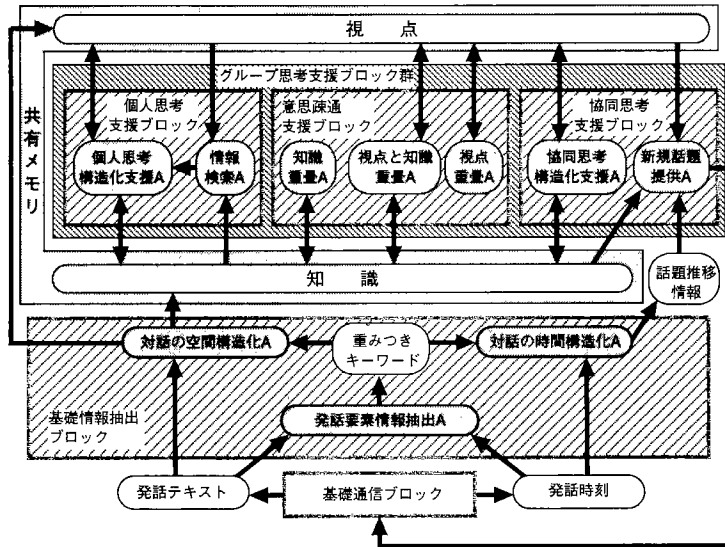 視 点
グループ思考支援ブロック群
共有メモリ
個人思考
支援ブロック
意思疎通
支援ブロック
協同思考
支援ブロック
個人思考
構造化支援A
情報
検索A
知識
重畳A
視点と知識
重畳A
視点
重畳A
協同思考
構造化支援A
新規話題
提供A
知 識
話題推移
情報
対話の空間構造化A
重みつき
キーワード
対話の時間構造化A
基礎情報抽出
ブロック
発話要素情報抽出A
発話テキスト
基礎通信ブロック
発話時刻